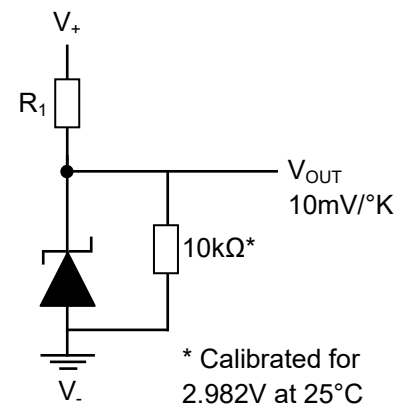 V+
R1
VOUT
10mV/°K
10kΩ*
* Calibrated for
2.982V at 25°C
V-